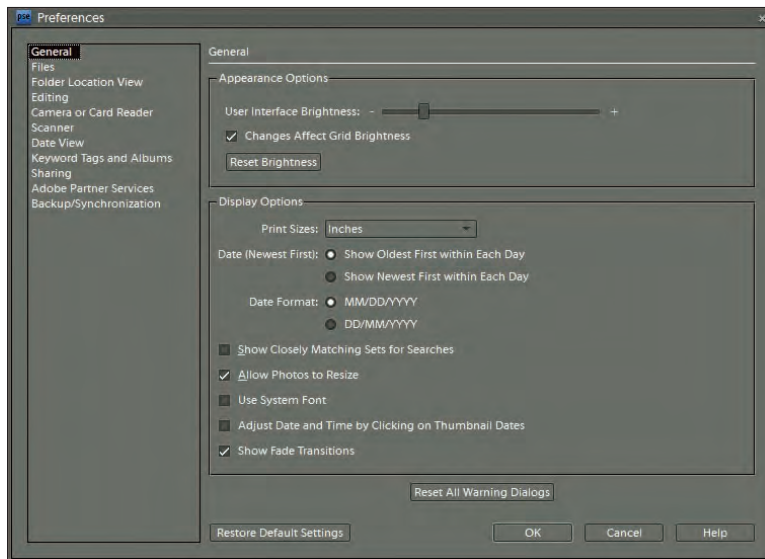 pse Preferences
General
Files
Folder Location View
Editing
Camera or Card Reader
Scanner
Date View
Keyword Tags and Albums
Sharing
Adobe Partner Services
Backup/Synchronization
General
Appearance Options
User Interface Brightness: - +
Changes Affect Grid Brightness
Reset Brightness
Display Options
Print Sizes: Inches
Date (Newest First): Show Oldest First within Each Day
Show Newest First within Each Day
Date Format: MM/DD/YYYY
DD/MM/YYYY
Show Closely Matching Sets for Searches
Allow Photos to Resize
Use System Font
Adjust Date and Time by Clicking on Thumbnail Dates
Show Fade Transitions
Reset All Warning Dialogs
Restore Default Settings OK Cancel Help